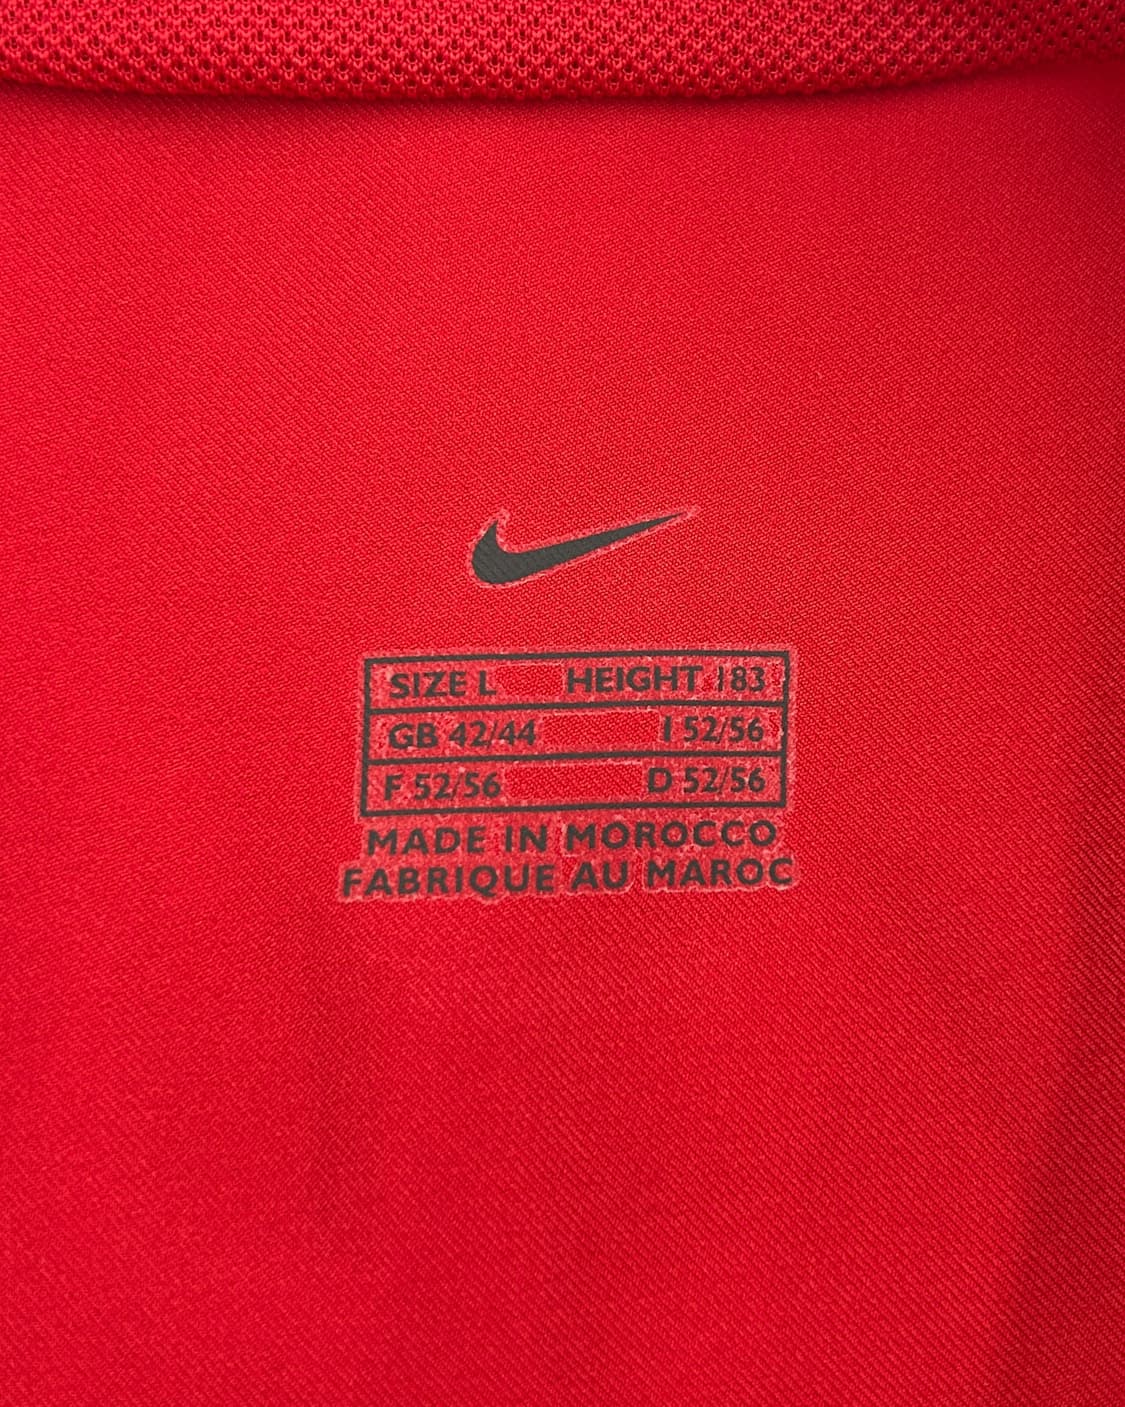 SIZE L HEIGHT 183
GB 42/44 I 52/56
F 52/56 D 52/56
MADE IN MOROCCO
FABRIQUE AU MAROC